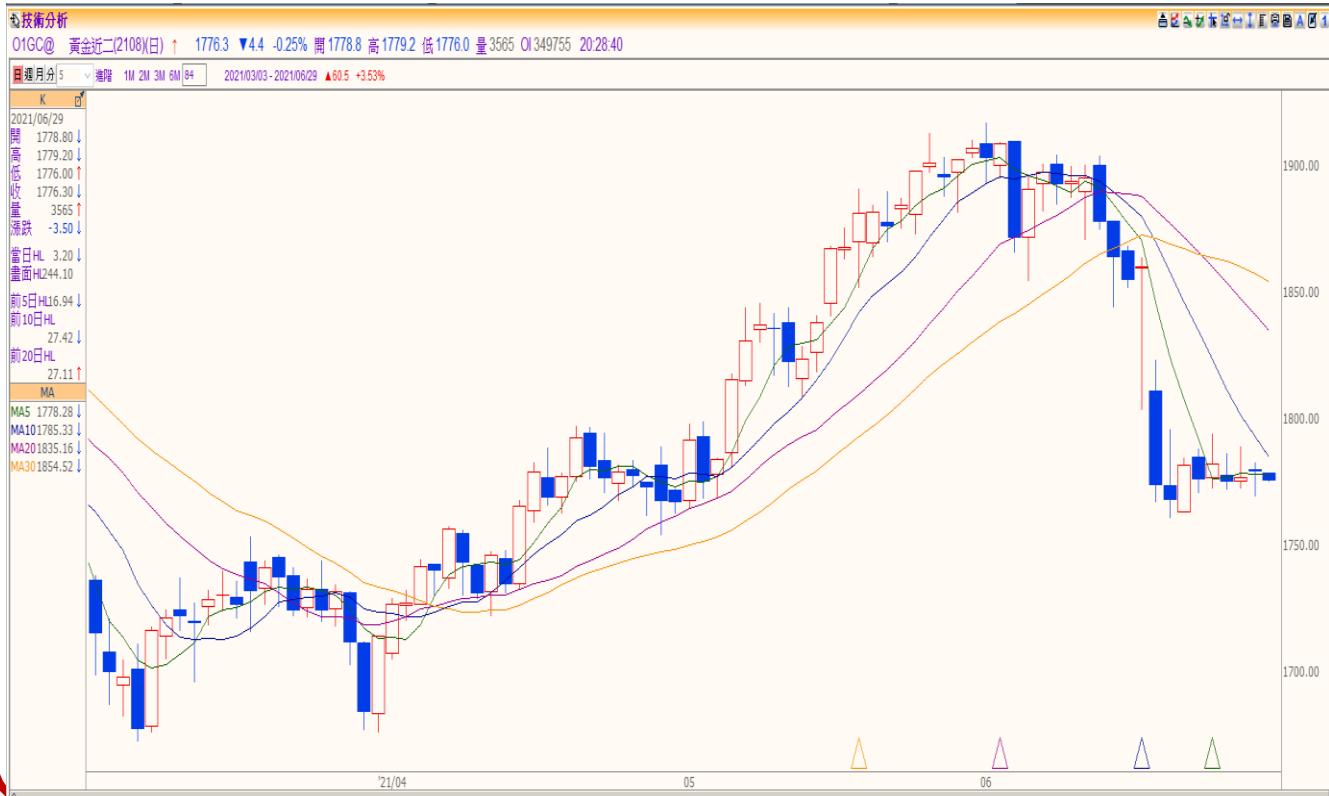 技術分析
O1GC@ 黃金近二(2108)(日) ↑ 1776.3 ▼4.4 -0.25% 開 1778.8 高 1779.2 低 1776.0 量 3565 OI 349755 20:28:40
日 週 月 分 5 進階 1M 2M 3M 6M 84 2021/03/03 - 2021/06/29 ▲60.5 +3.53%
K
2021/06/29
開 1778.80↓
高 1779.20↓
低 1776.00↑
收 1776.30↓
量 3565↑
漲跌 -3.50↓
當日HL 3.20↓
畫面HL244.10
前5日HL16.94↓
前10日HL
27.42↓
前20日HL
27.11↑
MA
MA5 1778.28↓
MA10 1785.33↓
MA20 1835.16↓
MA30 1854.52↓
1900.00
1850.00
1800.00
1750.00
1700.00
'21/04 05 06